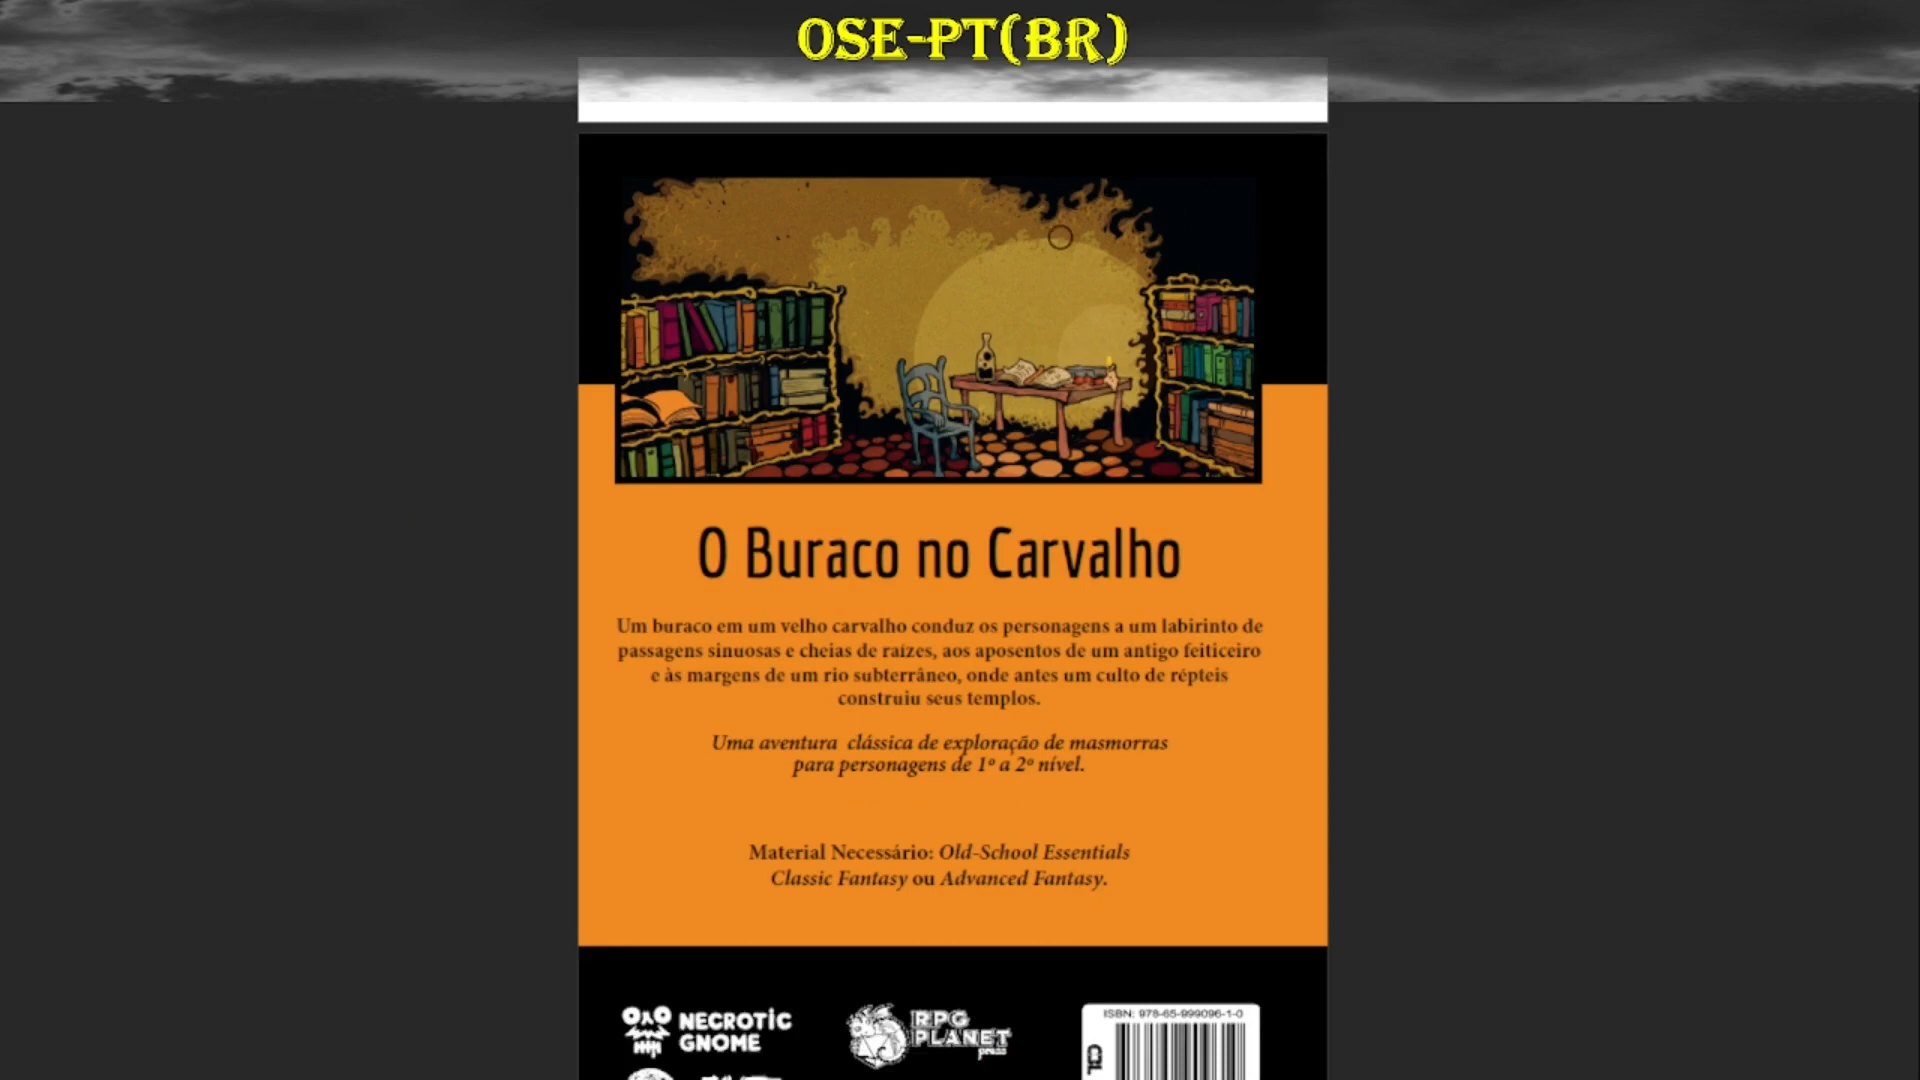 OSE-PT(BR)
O Buraco no Carvalho
Um buraco em um velho carvalho conduz os personagens a um labirinto de
passagens sinuosas e cheias de raízes, aos aposentos de um antigo feiticeiro
e às margens de um rio subterrâneo, onde antes um culto de répteis
construiu seus templos.
Uma aventura clássica de exploração de masmorras
para personagens de 1º a 2º nível.
Material Necessário: Old-School Essentials
Classic Fantasy ou Advanced Fantasy.
NECROTIC
GNOME
RPG
PLANET
press
ISBN: 978-65-999096-1-0